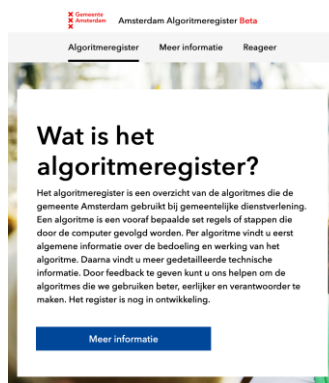 Gemeente
Amsterdam
Amsterdam Algoritmeregister Beta
Algoritmeregister Meer informatie Reageer
Wat is het
algoritmeregister?
Het algoritmeregister is een overzicht van de algoritmes die de
gemeente Amsterdam gebruikt bij gemeentelijke dienstverlening.
Een algoritme is een vooraf bepaalde set regels of stappen die
door de computer gevolgd worden. Per algoritme vindt u eerst
algemene informatie over de bedoeling en werking van het
algoritme. Daarna vindt u meer gedetailleerde technische
informatie. Door feedback te geven kunt u ons helpen om de
algoritmes die we gebruiken beter, eerlijker en verantwoorder te
maken. Het register is nog in ontwikkeling.
Meer informatie